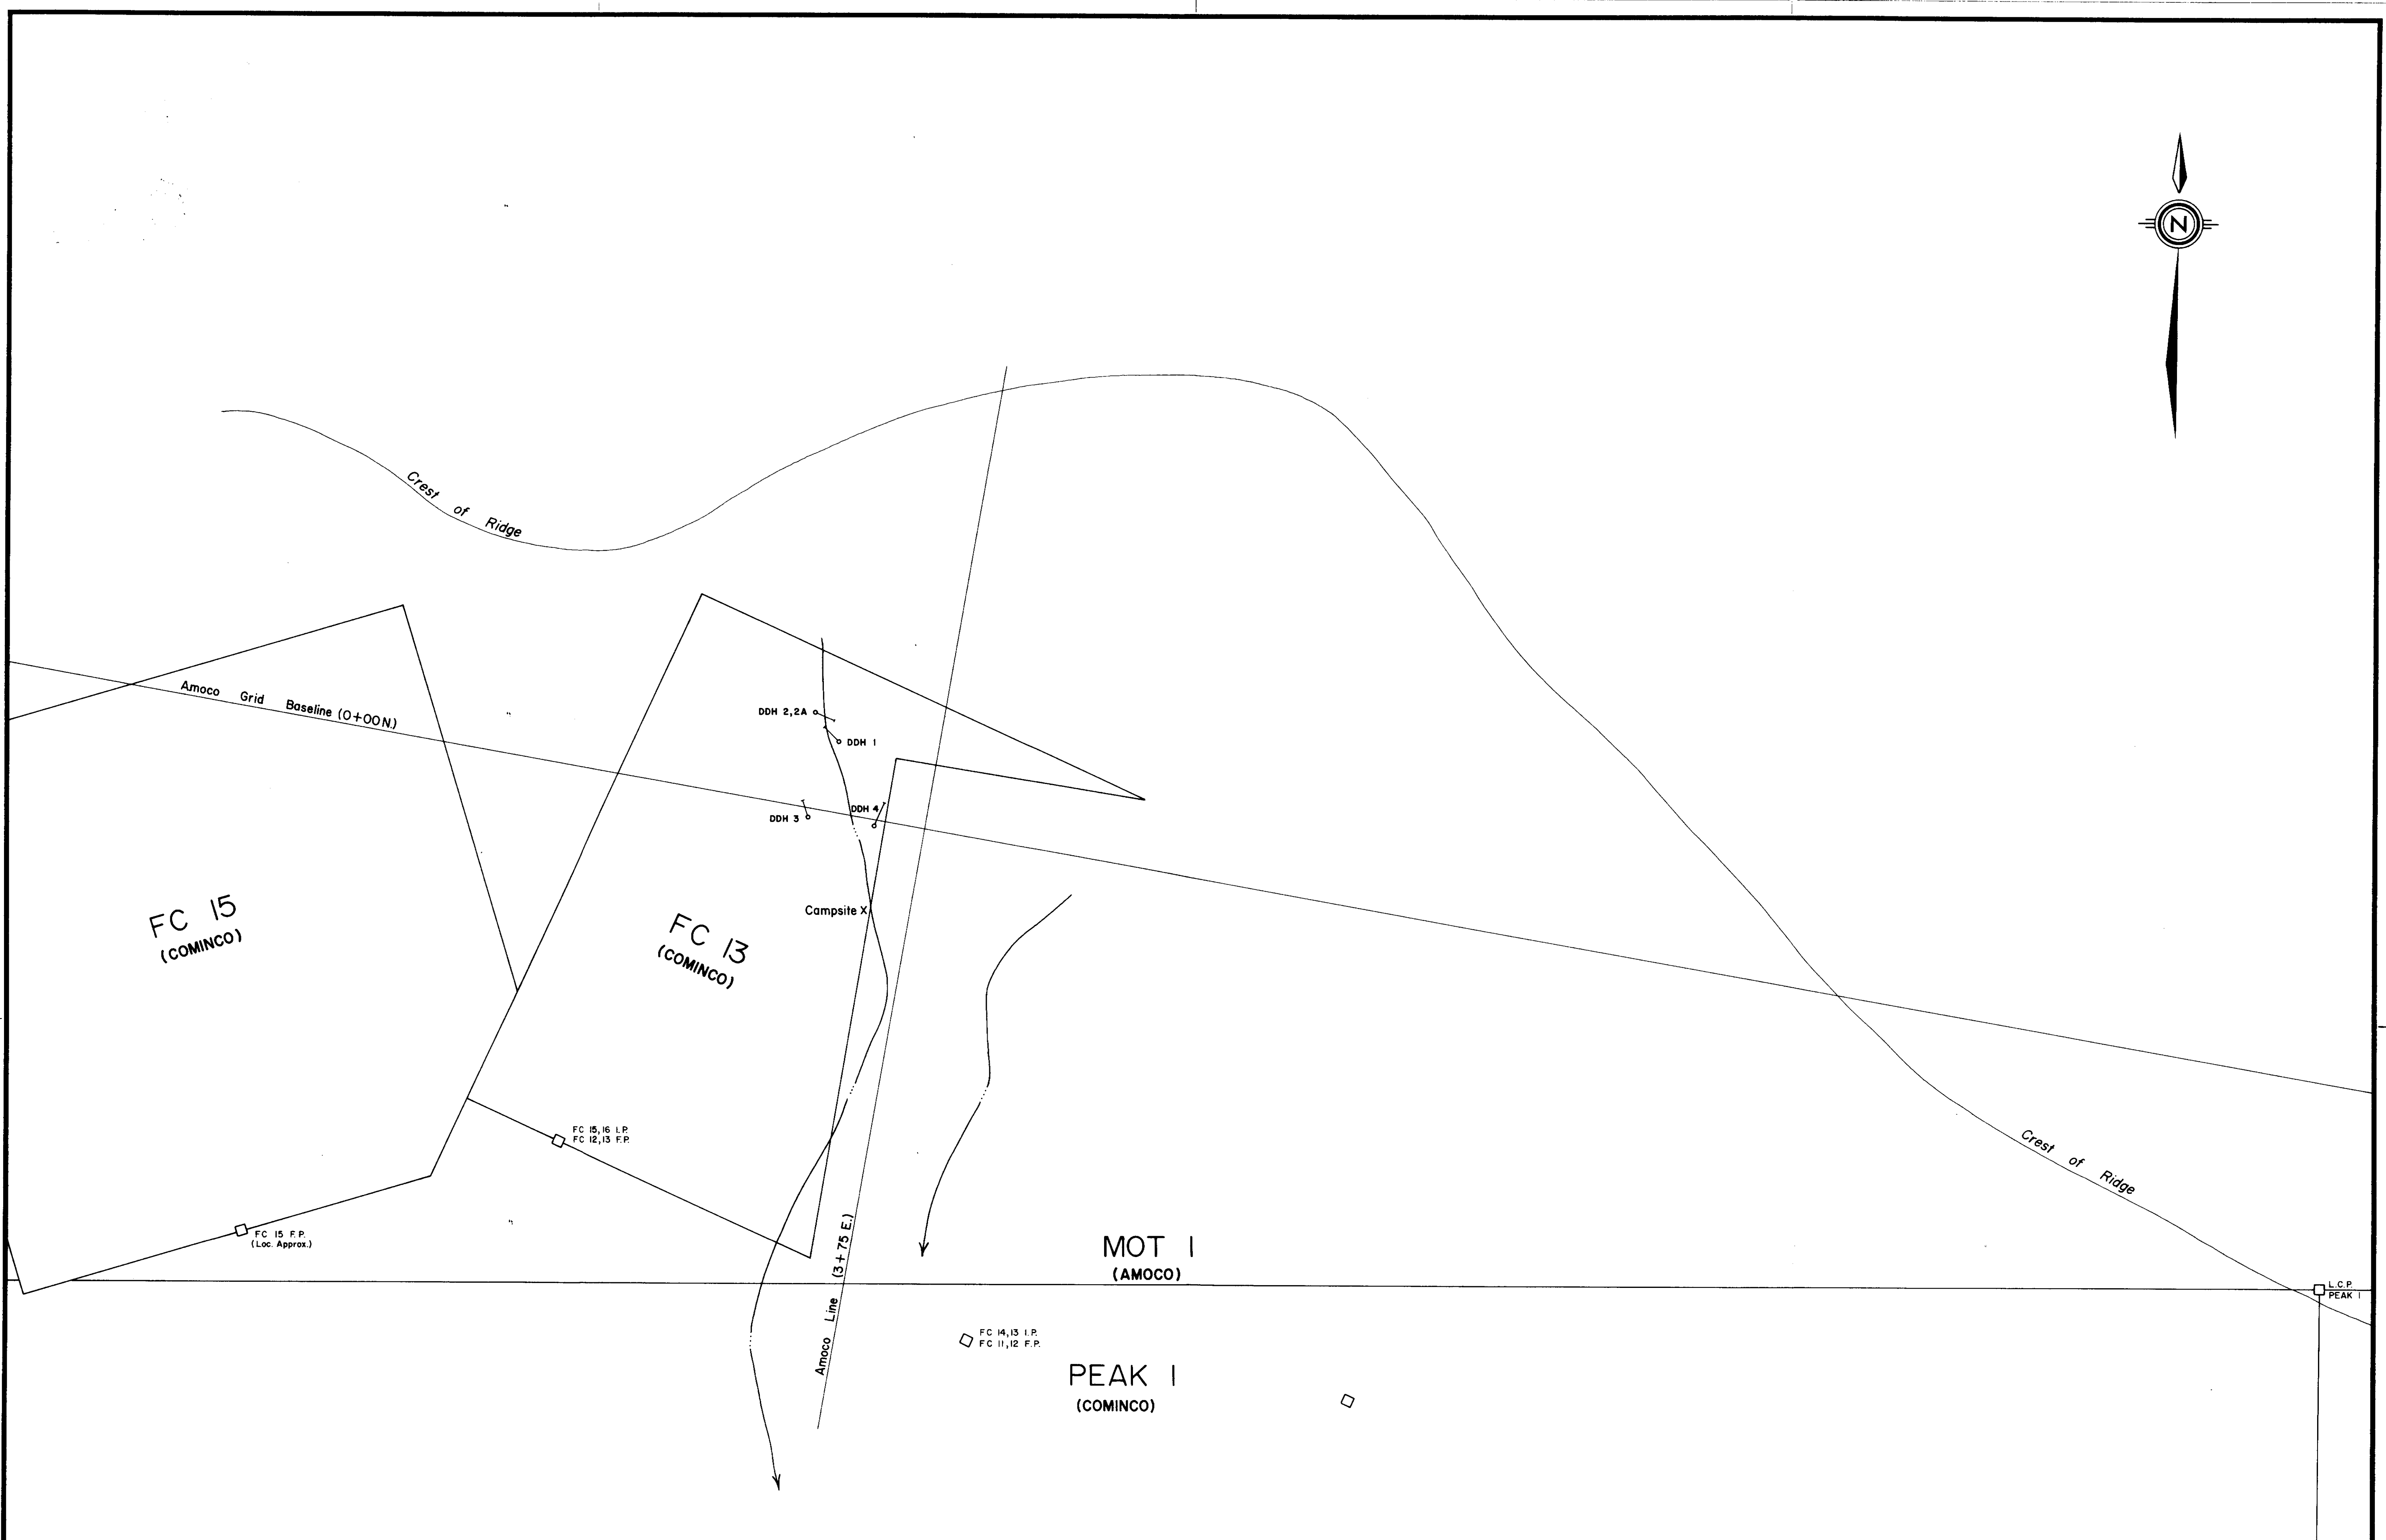 N
Crest of Ridge
Amoco Grid Baseline (0+00N.)
DDH 2,2A
DDH 1
DDH 4
DDH 3
FC 15
(COMINCO)
Campsite X
FC 13
(COMINCO)
FC 15,16 I.P.
FC 12,13 F.P.
Crest of Ridge
FC 15 F.P.
(Loc. Approx.)
Amoco Line (3+75 E.)
MOT 1
(AMOCO)
L.C.P.
PEAK 1
FC 14,13 I.P.
FC 11,12 F.P.
PEAK 1
(COMINCO)